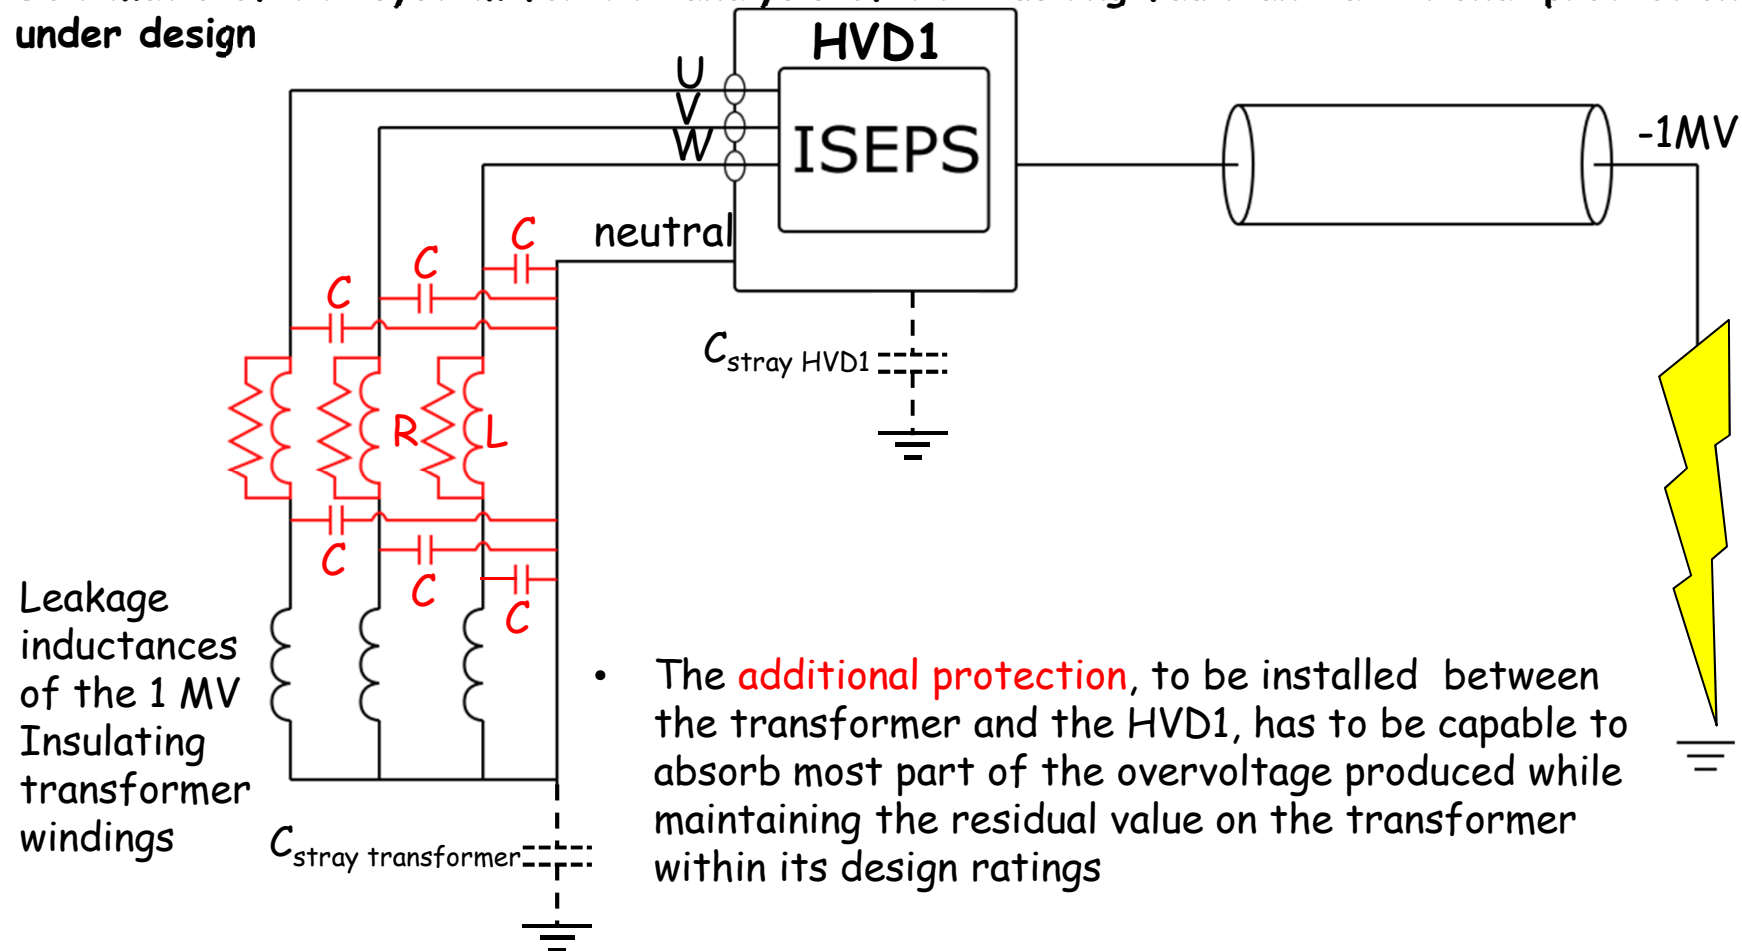 under design
HVD1
U
V
W
ISEPS
-1MV
neutral
C
C
C
C stray HVD1
R
L
C
C
C
Leakage
inductances
of the 1 MV
Insulating
transformer
windings
C stray transformer
• The additional protection, to be installed between
the transformer and the HVD1, has to be capable to
absorb most part of the overvoltage produced while
maintaining the residual value on the transformer
within its design ratings